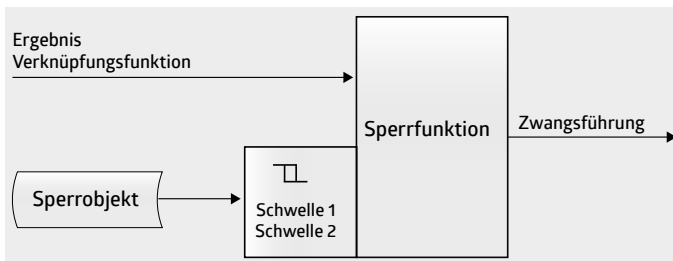 Ergebnis
Verknüpfungsfunktion
Sperrfunktion
Zwangsführung
Sperrobjekt
Schwelle 1
Schwelle 2